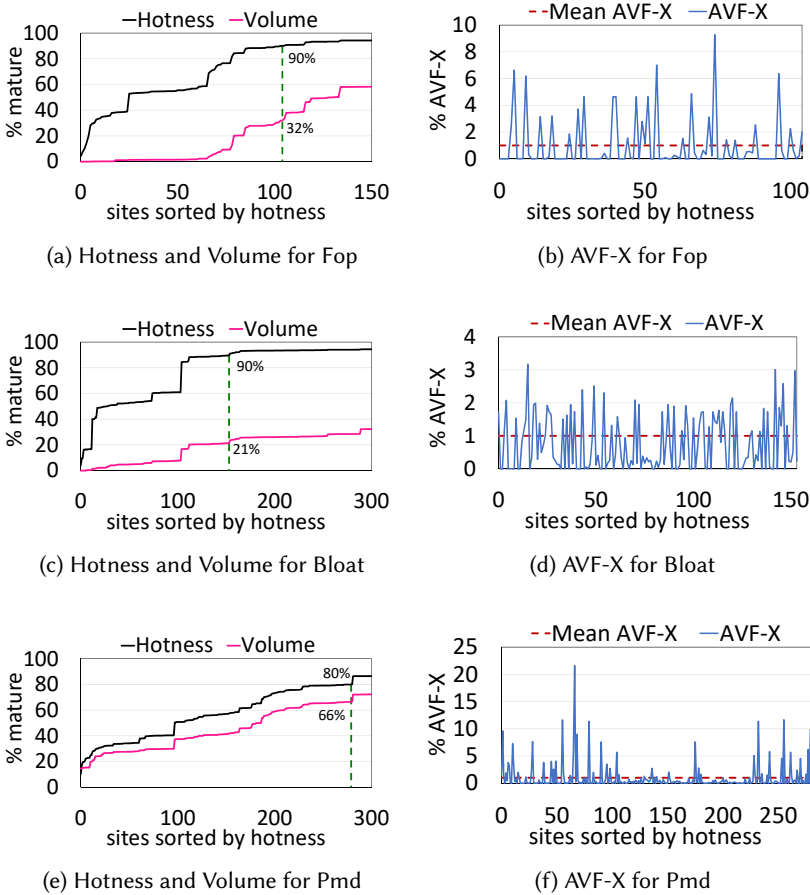 Hotness Volume
% mature
100
80
60
40
20
0
90%
32%
0 50 100 150
sites sorted by hotness
(a) Hotness and Volume for Fop
Mean AVF-X AVF-X
% AVF-X
10
8
6
4
2
0
0 50 100
sites sorted by hotness
(b) AVF-X for Fop
Hotness Volume
% mature
100
80
60
40
20
0
90%
21%
0 100 200 300
sites sorted by hotness
(c) Hotness and Volume for Bloat
Mean AVF-X AVF-X
% AVF-X
4
3
2
1
0
0 50 100 150
sites sorted by hotness
(d) AVF-X for Bloat
Hotness Volume
% mature
100
80
60
40
20
0
80%
66%
0 100 200 300
sites sorted by hotness
(e) Hotness and Volume for Pmd
Mean AVF-X AVF-X
% AVF-X
25
20
15
10
5
0
0 50 100 150 200 250
sites sorted by hotness
(f) AVF-X for Pmd